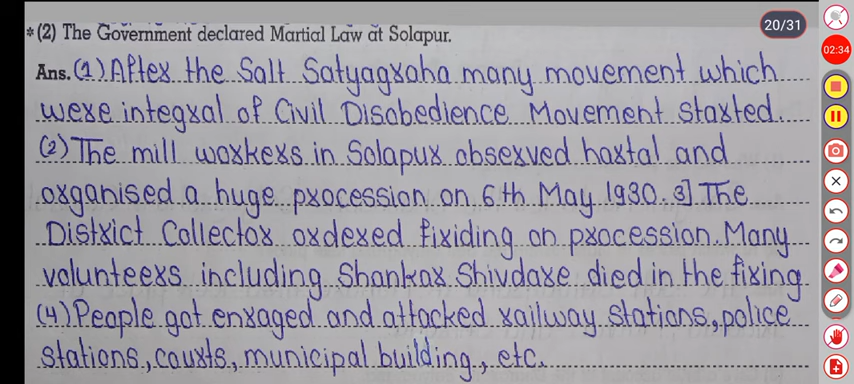 20/31
*(2) The Government declared Martial Law at Solapur.
02:34
Ans. (1) After the Salt Satyagraha many movement which
were integral of Civil Disobedience Movement started.
(2) The mill workers in Solapur observed hartal and
organised a huge procession on 6th May 1930. 3] The
District Collector ordered firiding on procession. Many
volunteers including Shankar Shivdare died in the firing
(4) People got enraged and attacked railway stations, police
stations, courts, municipal building, etc.